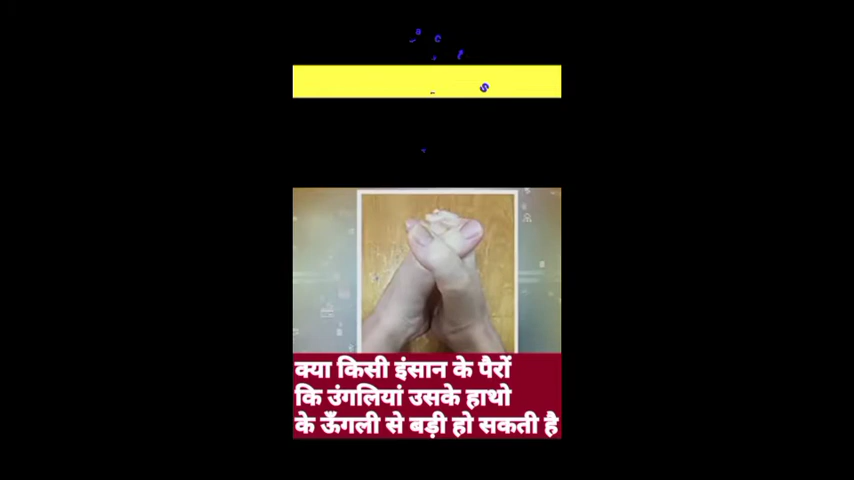 क्या किसी इंसान के पैरों
कि उंगलियां उसके हाथो
के ऊँगली से बड़ी हो सकती है